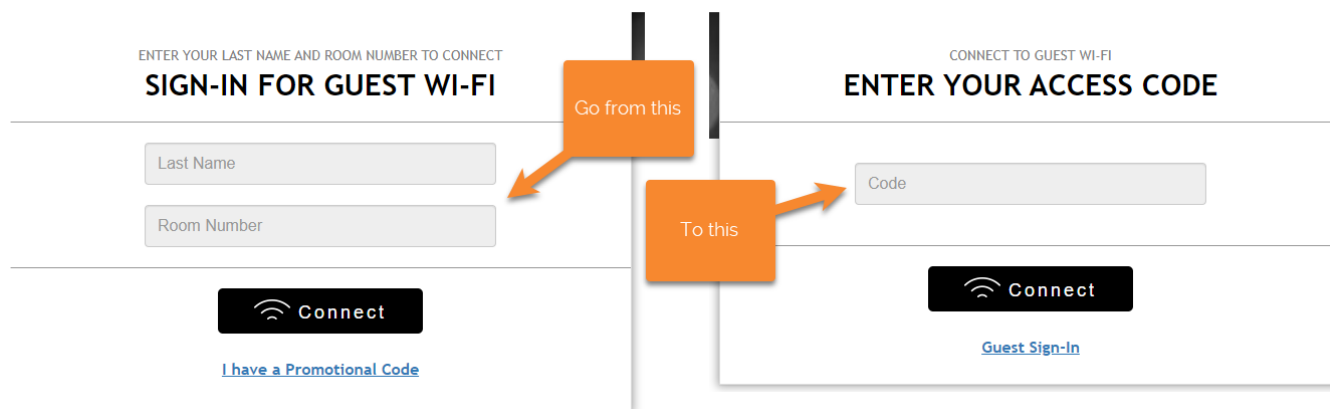 ENTER YOUR LAST NAME AND ROOM NUMBER TO CONNECT
SIGN-IN FOR GUEST WI-FI
Last Name
Room Number
Connect
I have a Promotional Code
Go from this
To this
CONNECT TO GUEST WI-FI
ENTER YOUR ACCESS CODE
Code
Connect
Guest Sign-In